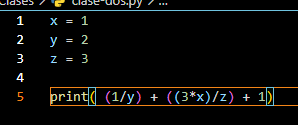 Clases > clase-dos.py > ...
1 x = 1
2 y = 2
3 z = 3
4
5 print( (1/y) + ((3*x)/z) + 1)